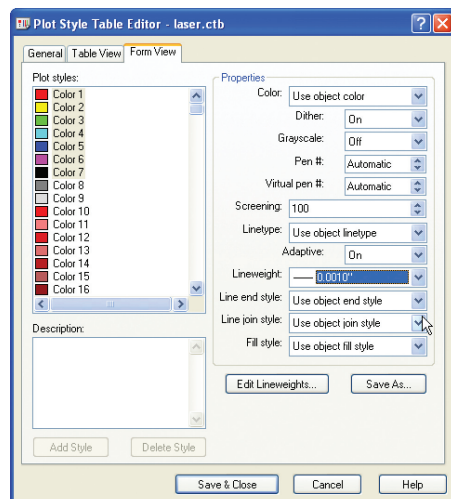 Plot Style Table Editor - laser.ctb
General Table View Form View
Plot styles:
Color 1
Color 2
Color 3
Color 4
Color 5
Color 6
Color 7
Color 8
Color 9
Color 10
Color 11
Color 12
Color 13
Color 14
Color 15
Color 16
Description:
Add Style Delete Style
Properties
Color: Use object color
Dither: On
Grayscale: Off
Pen #: Automatic
Virtual pen #: Automatic
Screening: 100
Linetype: Use object linetype
Adaptive: On
Lineweight: 0.0010"
Line end style: Use object end style
Line join style: Use object join style
Fill style: Use object fill style
Edit Lineweights... Save As...
Save & Close Cancel Help